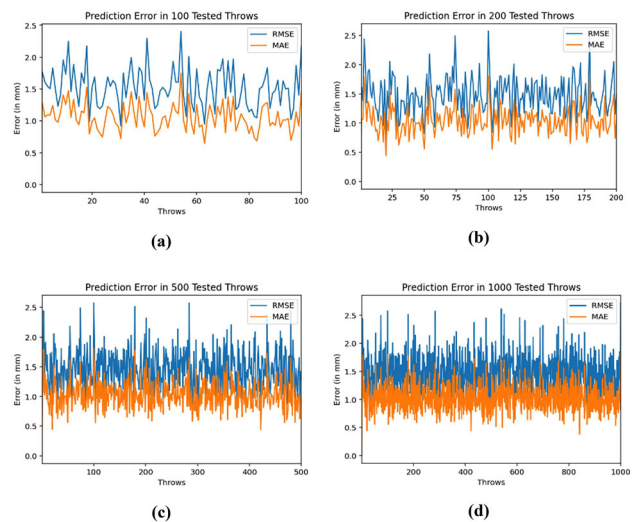 Prediction Error in 100 Tested Throws
2.5
2.0
1.5
1.0
0.5
0.0
Error (in mm)
RMSE
MAE
20
40
60
80
100
Throws
(a)
Prediction Error in 200 Tested Throws
2.5
2.0
1.5
1.0
0.5
0.0
Error (in mm)
RMSE
MAE
25
50
75
100
125
150
175
200
Throws
(b)
Prediction Error in 500 Tested Throws
2.5
2.0
1.5
1.0
0.5
0.0
Error (in mm)
RMSE
MAE
100
200
300
400
500
Throws
(c)
Prediction Error in 1000 Tested Throws
2.5
2.0
1.5
1.0
0.5
0.0
Error (in mm)
RMSE
MAE
200
400
600
800
1000
Throws
(d)